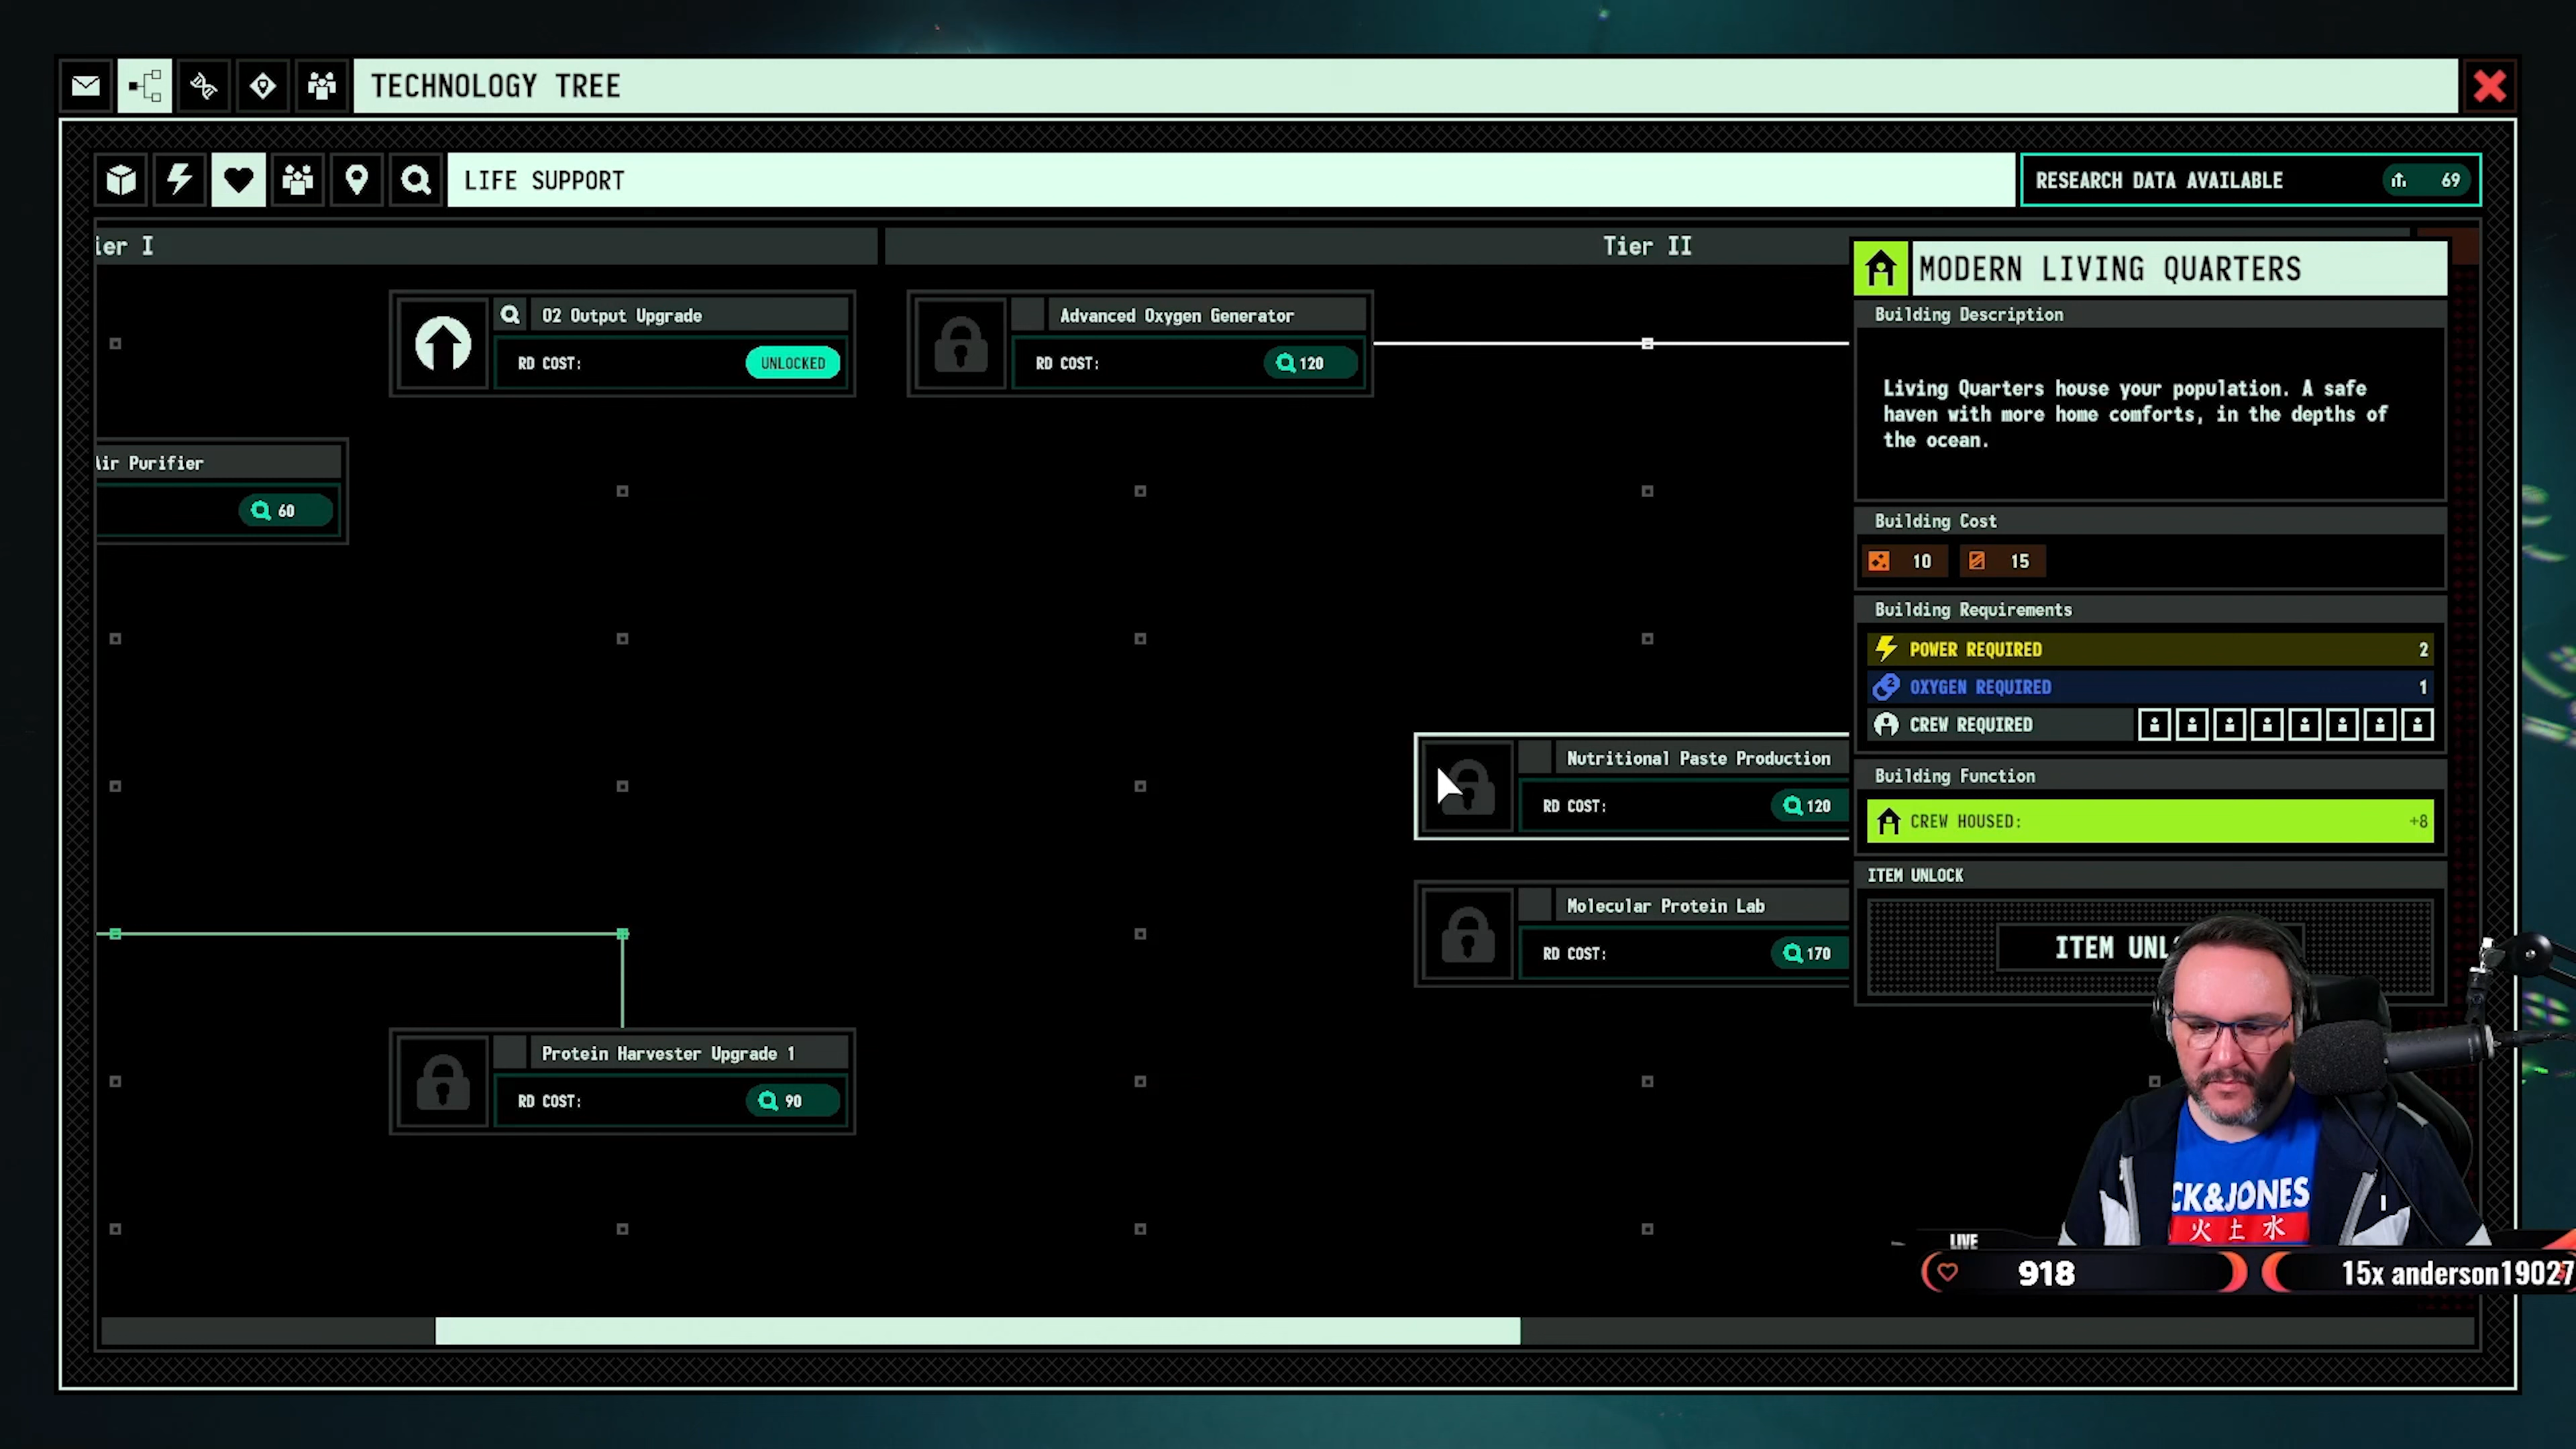 TECHNOLOGY TREE
LIFE SUPPORT
RESEARCH DATA AVAILABLE 69
ier I
Tier II
O2 Output Upgrade
RD COST: UNLOCKED
Advanced Oxygen Generator
RD COST: 120
Air Purifier
60
Nutritional Paste Production
RD COST: 120
Molecular Protein Lab
RD COST: 170
Protein Harvester Upgrade 1
RD COST: 90
MODERN LIVING QUARTERS
Building Description
Living Quarters house your population. A safe
haven with more home comforts, in the depths of
the ocean.
Building Cost
10 15
Building Requirements
POWER REQUIRED 2
OXYGEN REQUIRED 1
CREW REQUIRED
Building Function
CREW HOUSED: +8
ITEM UNLOCK
ITEM UNL
CK&JONES
火土水
LIVE
918
15x anderson19027